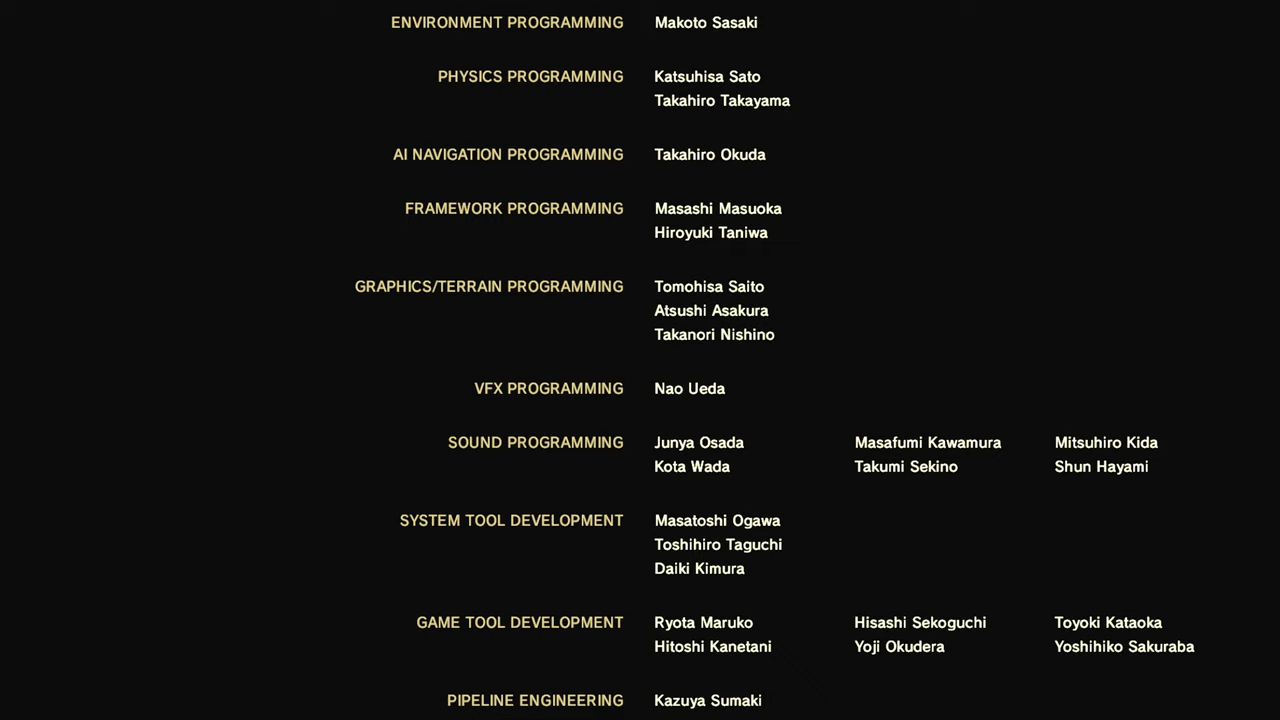 ENVIRONMENT PROGRAMMING Makoto Sasaki
PHYSICS PROGRAMMING Katsuhisa Sato
Takahiro Takayama
AI NAVIGATION PROGRAMMING Takahiro Okuda
FRAMEWORK PROGRAMMING Masashi Masuoka
Hiroyuki Taniwa
GRAPHICS/TERRAIN PROGRAMMING Tomohisa Saito
Atsushi Asakura
Takanori Nishino
VFX PROGRAMMING Nao Ueda
SOUND PROGRAMMING Junya Osada Masafumi Kawamura Mitsuhiro Kida
Kota Wada Takumi Sekino Shun Hayami
SYSTEM TOOL DEVELOPMENT Masatoshi Ogawa
Toshihiro Taguchi
Daiki Kimura
GAME TOOL DEVELOPMENT Ryota Maruko Hisashi Sekoguchi Toyoki Kataoka
Hitoshi Kanetani Yoji Okudera Yoshihiko Sakuraba
PIPELINE ENGINEERING Kazuya Sumaki